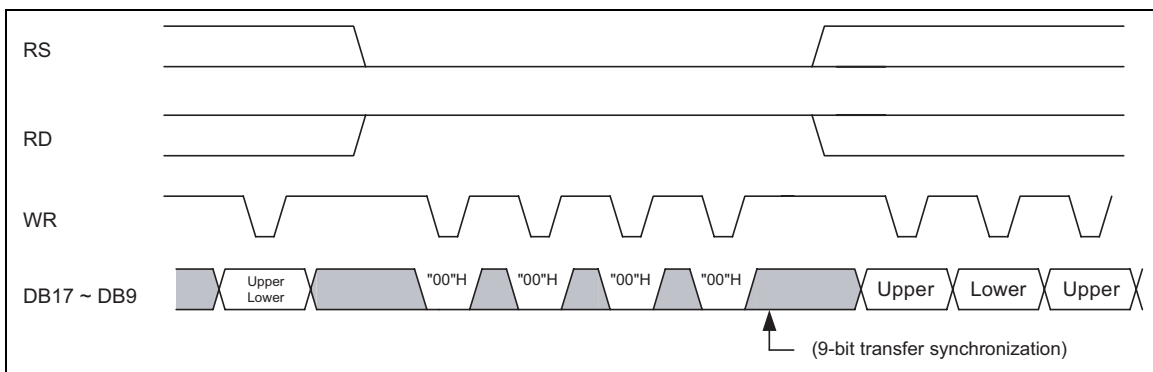 RS
RD
WR
DB17 ~ DB9
Upper
Lower
"00"H "00"H "00"H "00"H
Upper Lower Upper
(9-bit transfer synchronization)